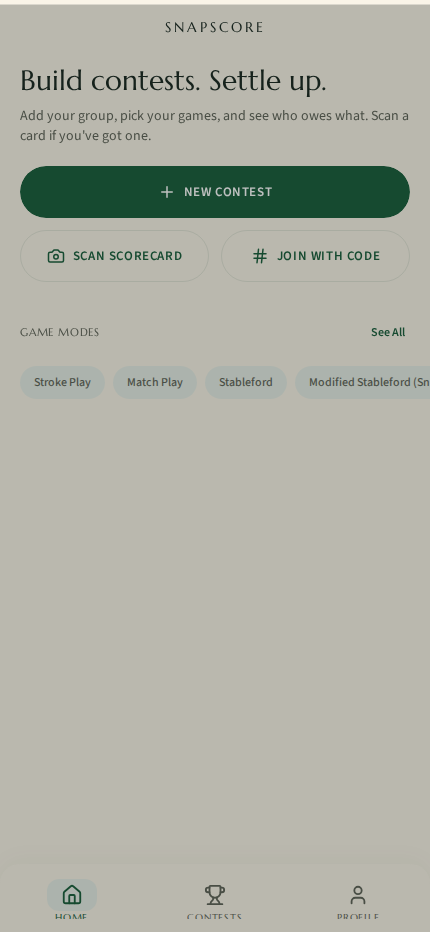 SNAPSCORE
Build contests. Settle up.
Add your group, pick your games, and see who owes what. Scan a
card if you've got one.
NEW CONTEST
SCAN SCORECARD
JOIN WITH CODE
GAME MODES
See All
Stroke Play
Match Play
Stableford
Modified Stableford (Sn
HOME
CONTESTS
PROFILE